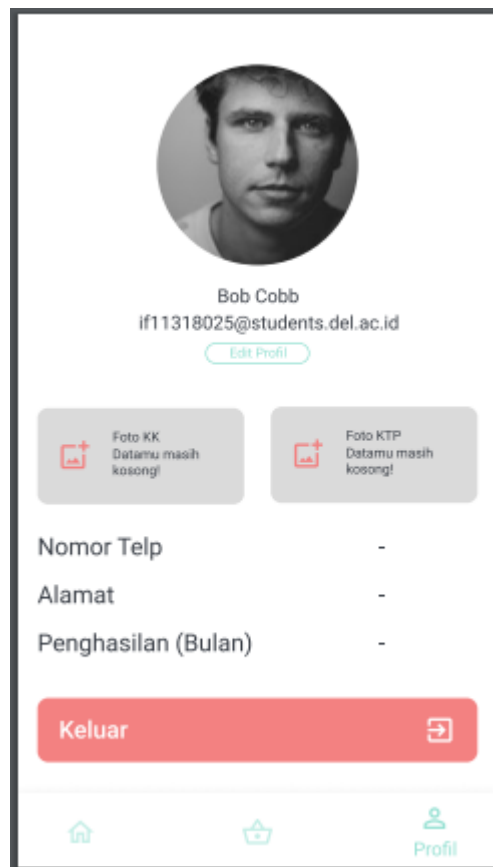 Bob Cobb
if11318025@students.del.ac.id
Edit Profil
Foto KK
Datamu masih
kosong!
Foto KTP
Datamu masih
kosong!
Nomor Telp -
Alamat -
Penghasilan (Bulan) -
Keluar
Profil